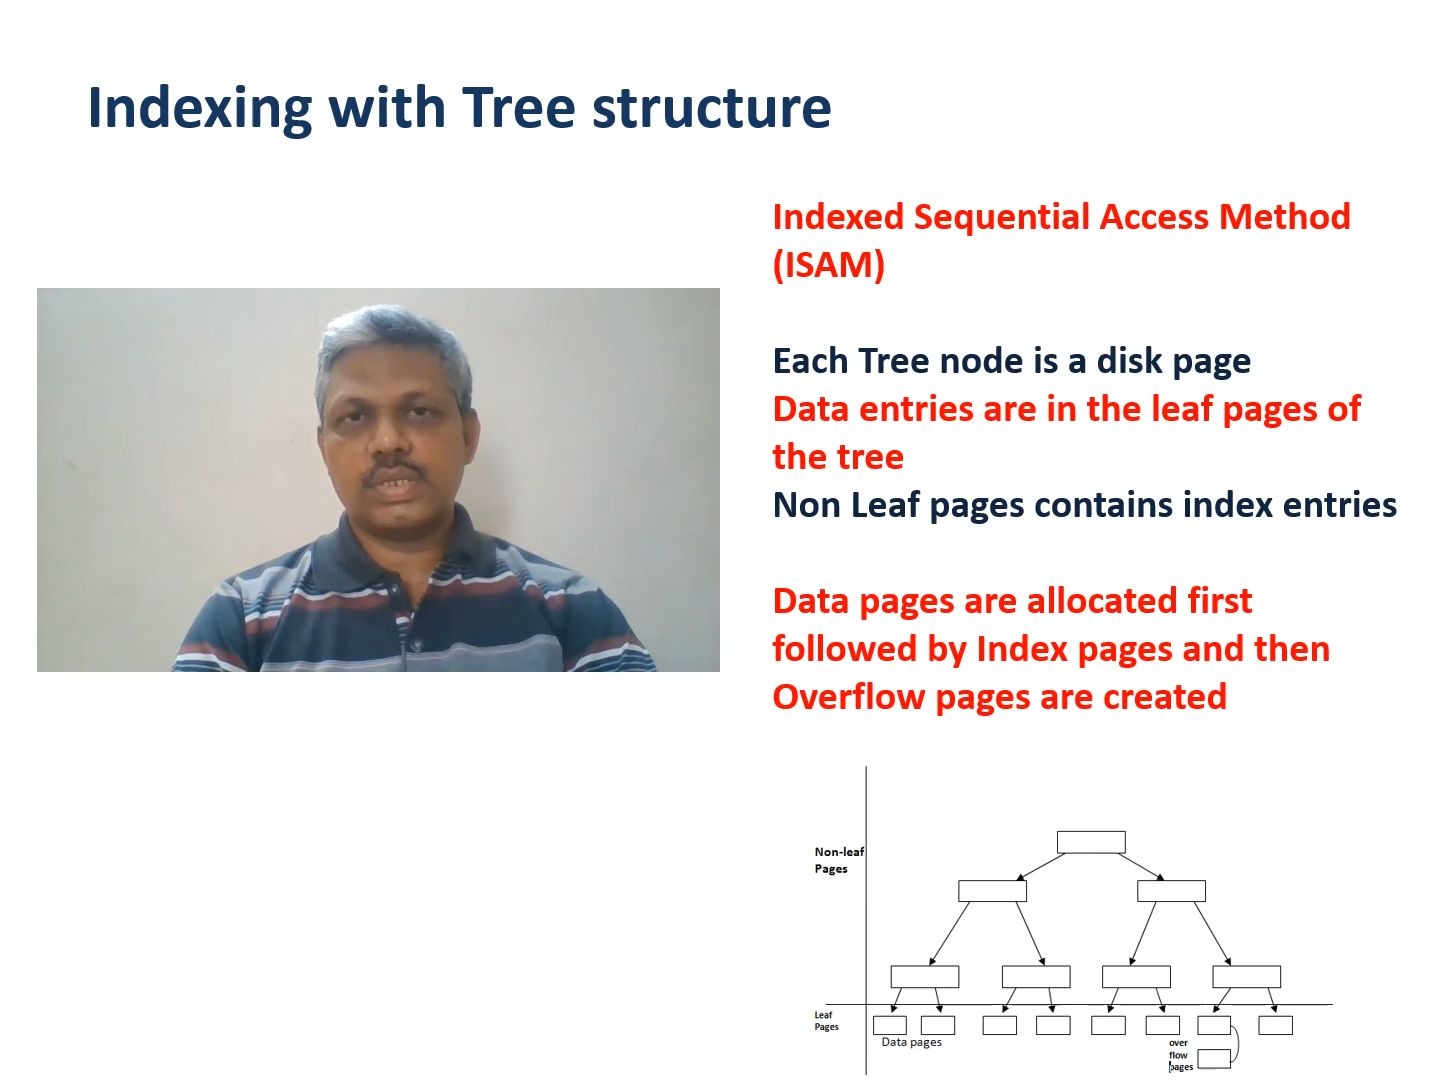 Indexing with Tree structure
Indexed Sequential Access Method
(ISAM)
Each Tree node is a disk page
Data entries are in the leaf pages of
the tree
Non Leaf pages contains index entries
Data pages are allocated first
followed by Index pages and then
Overflow pages are created
Non-leaf
Pages
Leaf
Pages
Data pages
over
flow
pages